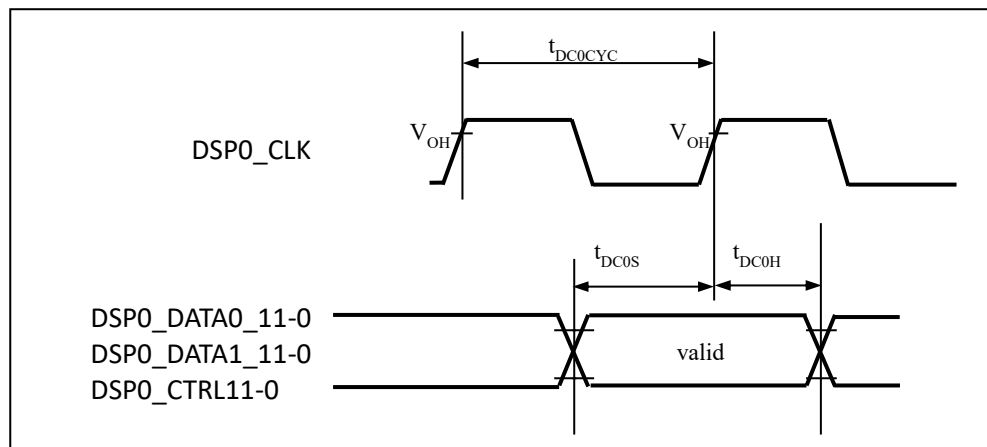 tDC0CYC
VOH VOH
DSP0_CLK
tDC0S tDC0H
DSP0_DATA0_11-0
DSP0_DATA1_11-0 valid
DSP0_CTRL11-0